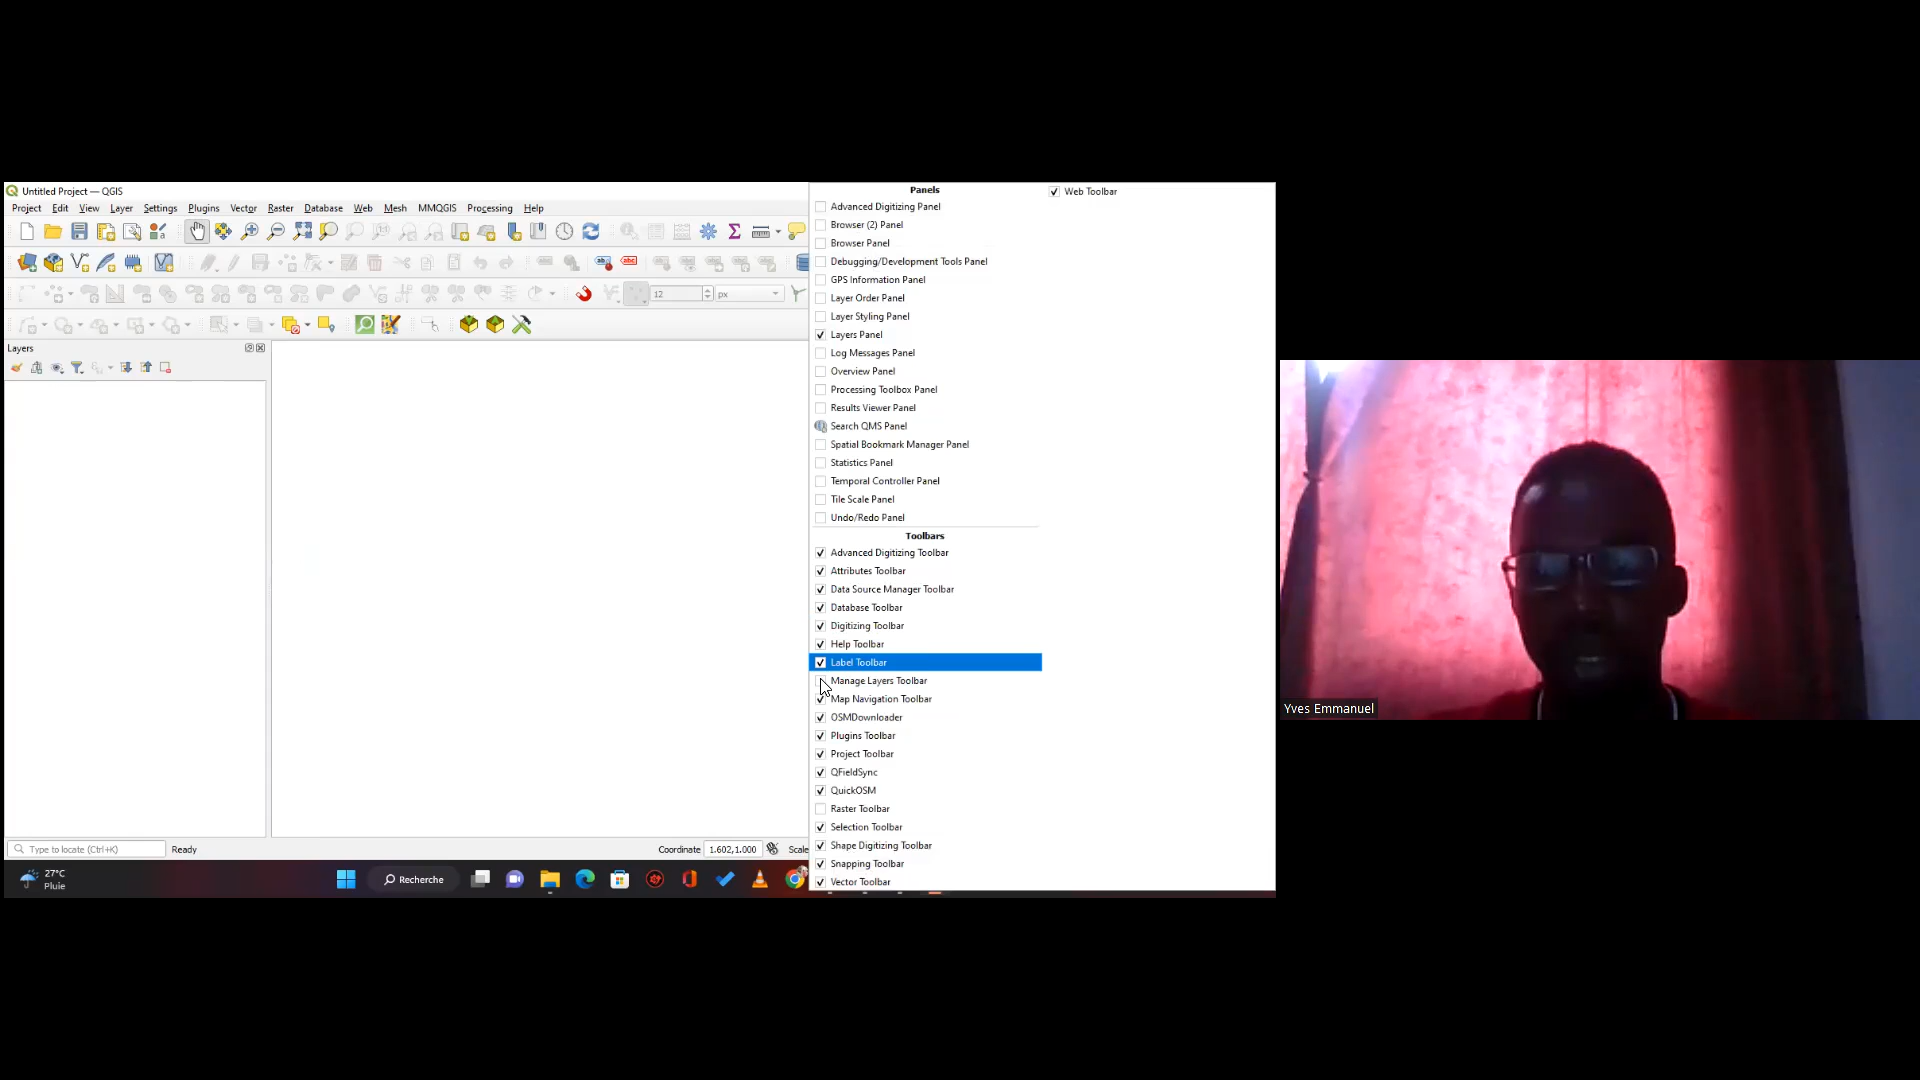 Untitled Project — QGIS
Project Edit View Layer Settings Plugins Vector Raster Database Web Mesh MMQGIS Processing Help
12 px
Layers
Type to locate (Ctrl+K) Ready Coordinate 1.602,1.000 Scale
27°C
Pluie
Recherche
Panels
Advanced Digitizing Panel
Browser (2) Panel
Browser Panel
Debugging/Development Tools Panel
GPS Information Panel
Layer Order Panel
Layer Styling Panel
Layers Panel
Log Messages Panel
Overview Panel
Processing Toolbox Panel
Results Viewer Panel
Search QMS Panel
Spatial Bookmark Manager Panel
Statistics Panel
Temporal Controller Panel
Tile Scale Panel
Undo/Redo Panel
Toolbars
Advanced Digitizing Toolbar
Attributes Toolbar
Data Source Manager Toolbar
Database Toolbar
Digitizing Toolbar
Help Toolbar
Label Toolbar
Manage Layers Toolbar
Map Navigation Toolbar
OSMDownloader
Plugins Toolbar
Project Toolbar
QFieldSync
QuickOSM
Raster Toolbar
Selection Toolbar
Shape Digitizing Toolbar
Snapping Toolbar
Vector Toolbar
Web Toolbar
Yves Emmanuel